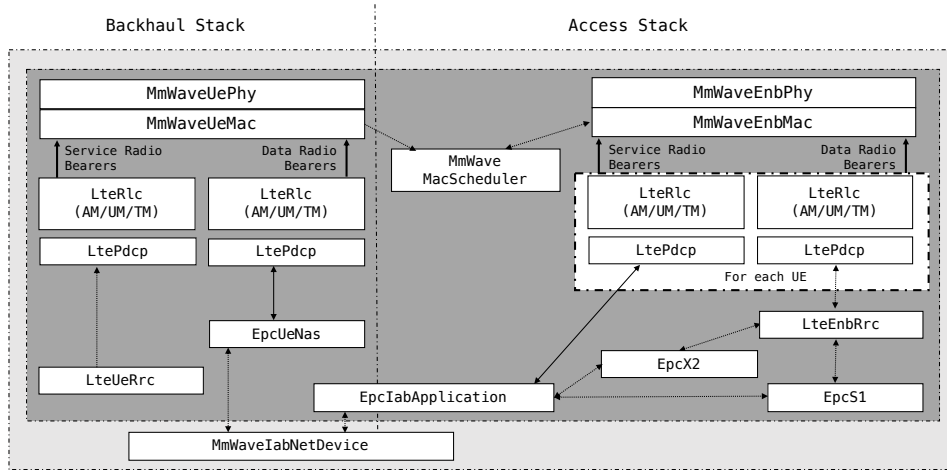 Backhaul Stack
Access Stack
MmWaveUePhy
MmWaveUeMac
Service Radio
Bearers
Data Radio
Bearers
LteRlc
(AM/UM/TM)
LteRlc
(AM/UM/TM)
LtePdcp
LtePdcp
EpcUeNas
LteUeRrc
MmWave
MacScheduler
MmWaveEnbPhy
MmWaveEnbMac
Service Radio
Bearers
Data Radio
Bearers
LteRlc
(AM/UM/TM)
LteRlc
(AM/UM/TM)
LtePdcp
LtePdcp
For each UE
LteEnbRrc
EpcX2
EpcIabApplication
EpcS1
MmWaveIabNetDevice